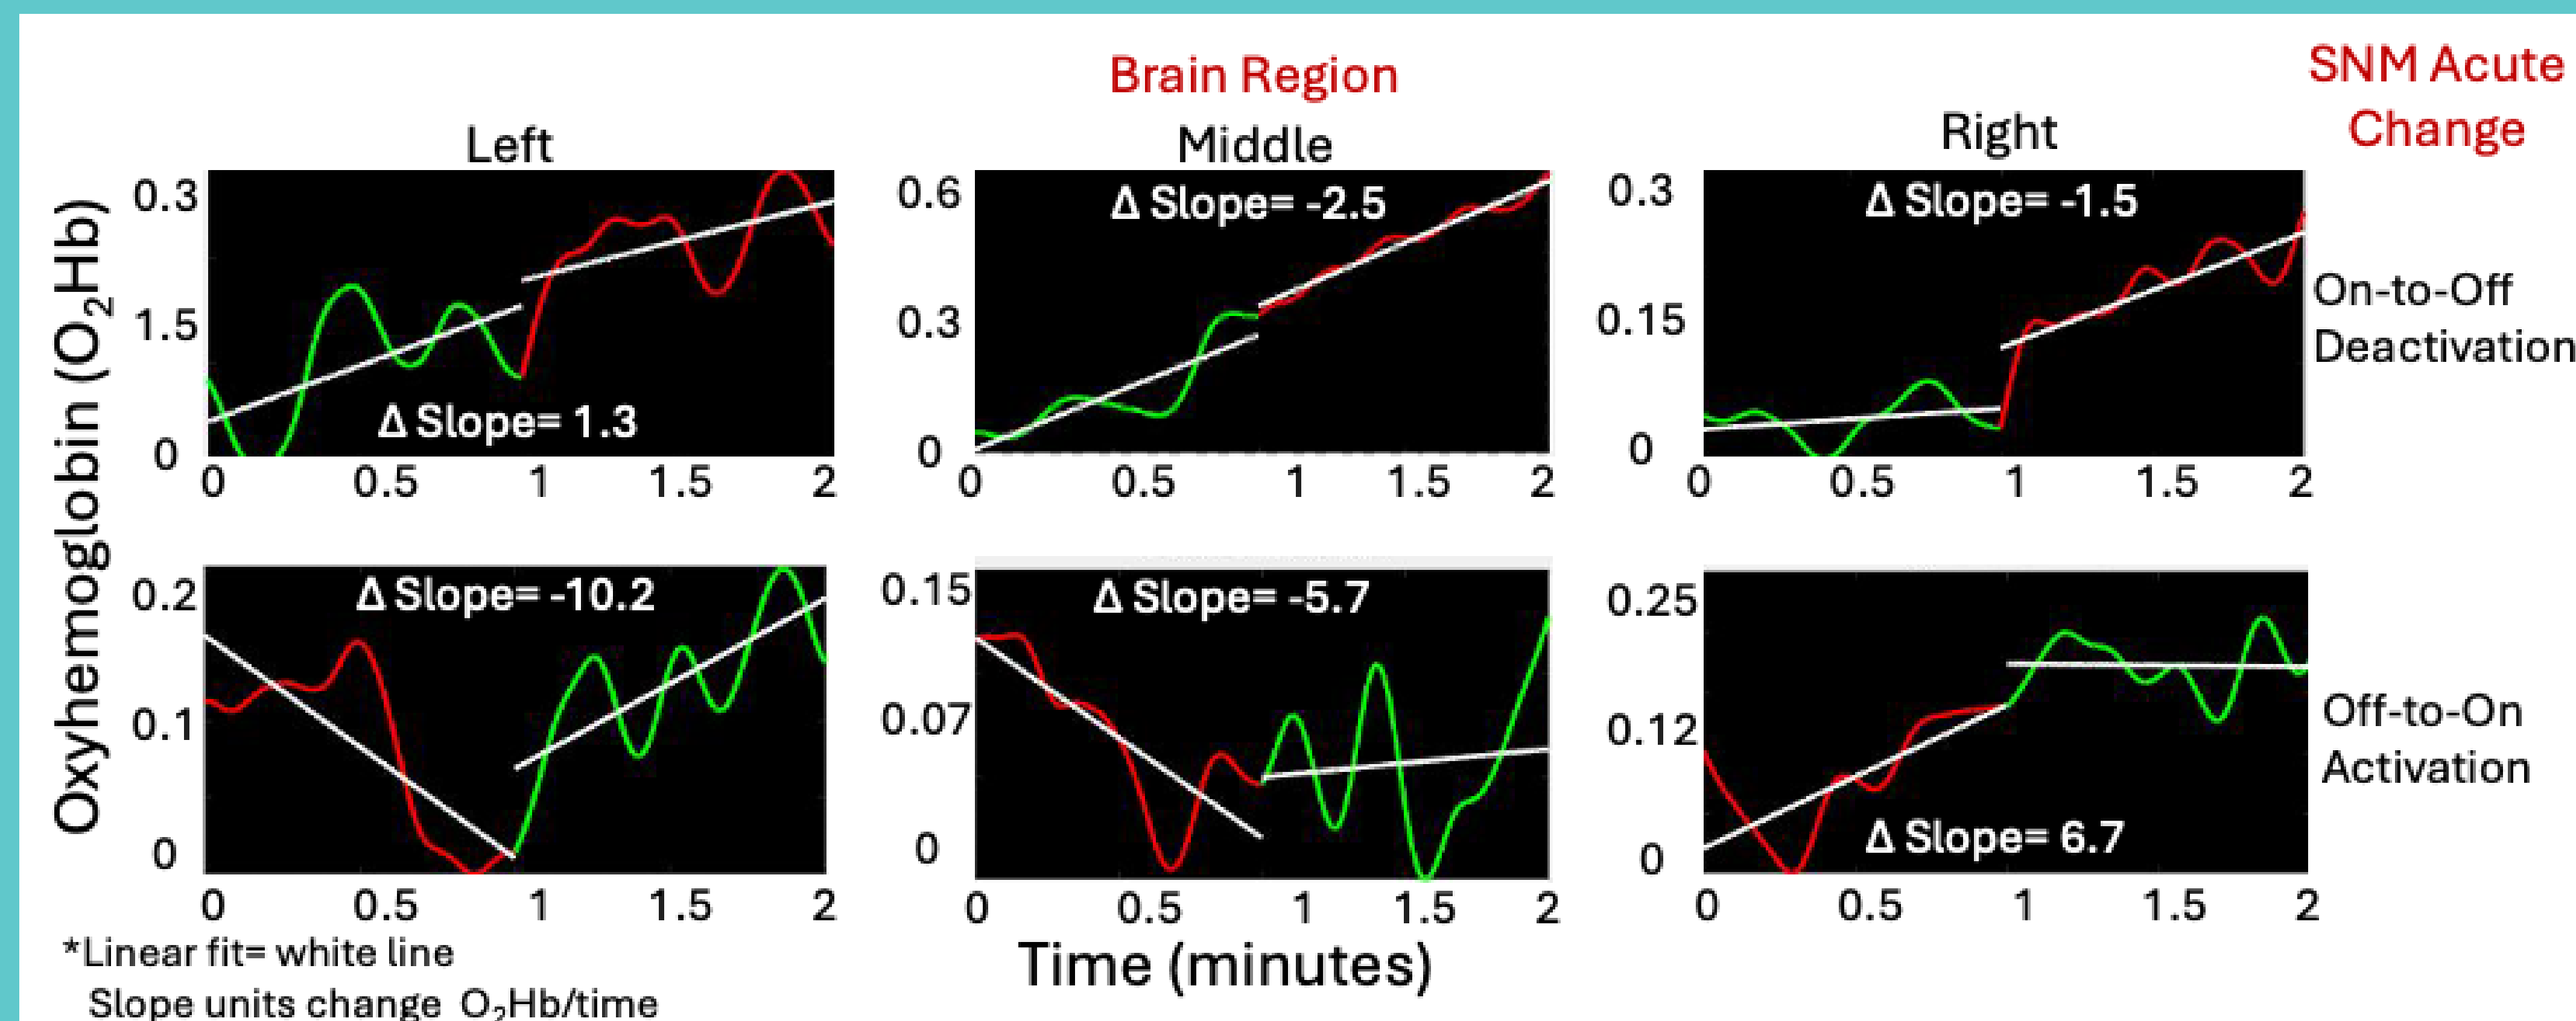 Brain Region
SNM Acute
Change
Left
Middle
Right
Oxyhemoglobin (O₂Hb)
0.3
1.5
0
Δ Slope= 1.3
0 0.5 1 1.5 2
0.6
0.3
0
Δ Slope= -2.5
0 0.5 1 1.5 2
0.3
0.15
0
Δ Slope= -1.5
0 0.5 1 1.5 2
On-to-Off
Deactivation
0.2
0.1
0
Δ Slope= -10.2
0 0.5 1 1.5 2
0.15
0.07
0
Δ Slope= -5.7
0 0.5 1 1.5 2
0.25
0.12
0
Δ Slope= 6.7
0 0.5 1 1.5 2
Off-to-On
Activation
Time (minutes)
*Linear fit= white line
Slope units change O₂Hb/time